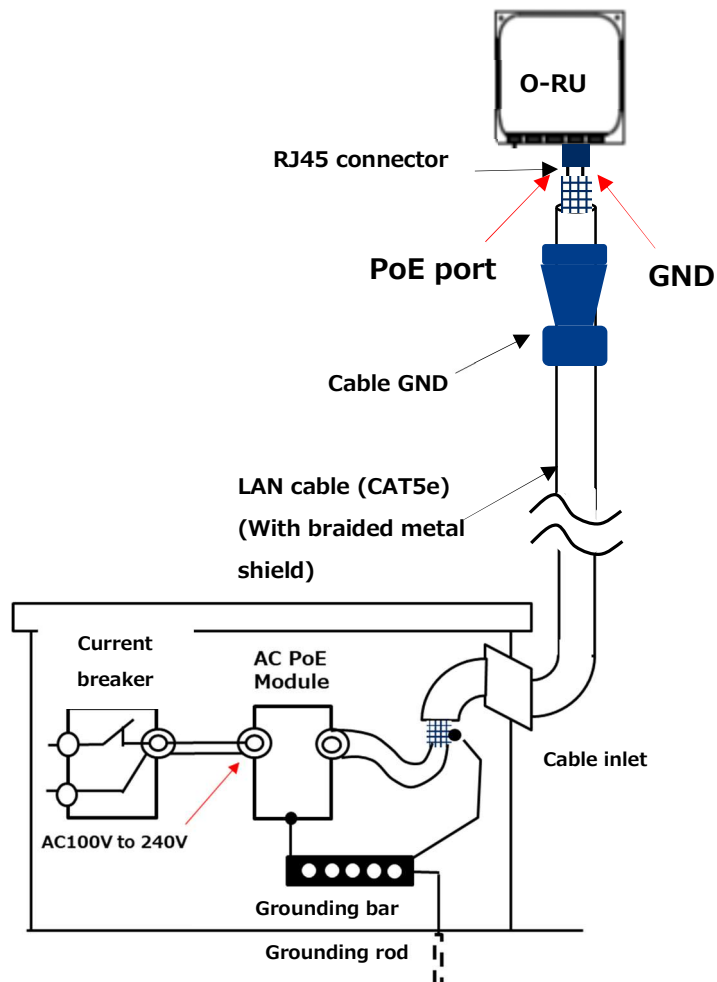 O-RU
RJ45 connector
PoE port
GND
Cable GND
LAN cable (CAT5e)
(With braided metal
shield)
Current
breaker
AC PoE
Module
Cable inlet
AC100V to 240V
Grounding bar
Grounding rod